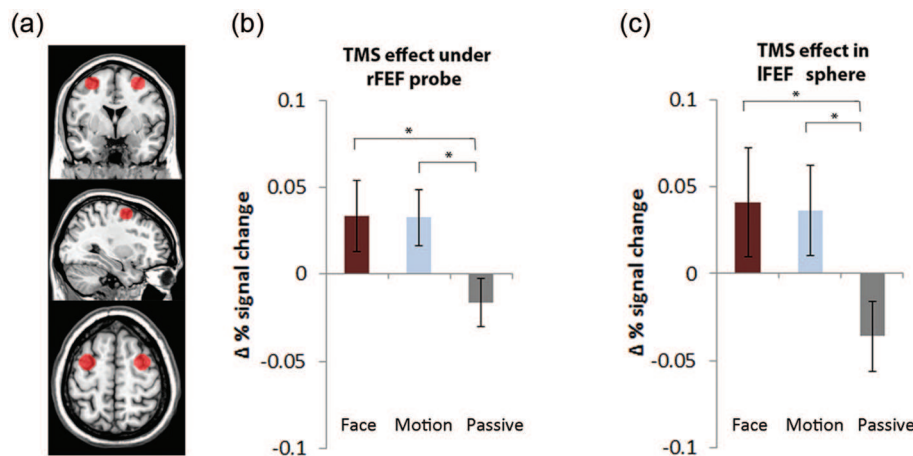 (a)
(b)
TMS effect under
rFEF probe
0.1
0.05
0
-0.05
-0.1
Δ % signal change
*
*
Face Motion Passive
(c)
TMS effect in
lFEF sphere
0.1
0.05
0
-0.05
-0.1
Δ % signal change
*
*
Face Motion Passive